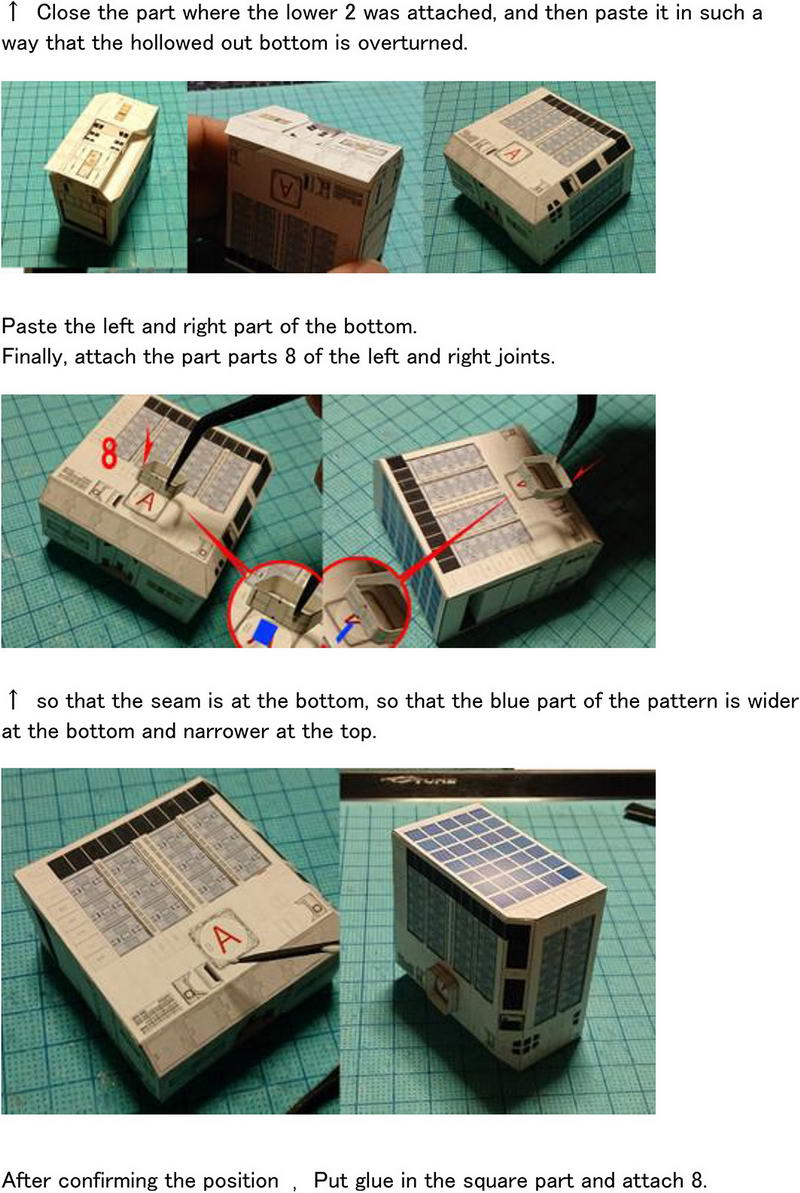 ↑ Close the part where the lower 2 was attached, and then paste it in such a
way that the hollowed out bottom is overturned.
A
A
A
Paste the left and right part of the bottom.
Finally, attach the part parts 8 of the left and right joints.
8
A
↑ so that the seam is at the bottom, so that the blue part of the pattern is wider
at the bottom and narrower at the top.
A
After confirming the position , Put glue in the square part and attach 8.